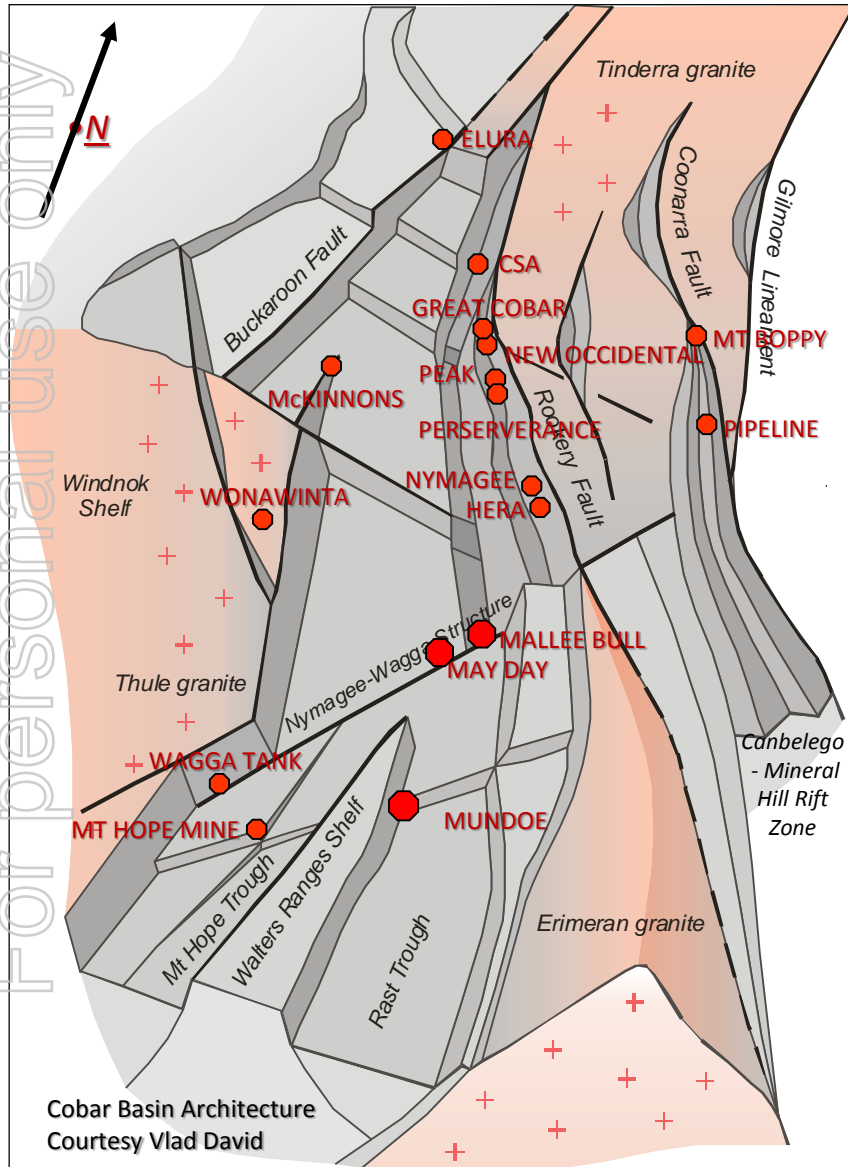 For personal use only
N
Tinderra granite
ELURA
Coonarra Fault
Gilmore Lineament
CSA
Buckaroon Fault
GREAT COBAR
MT BOPPY
NEW OCCIDENTAL
PEAK
McKINNONS
Rookery Fault
PERSERVERANCE
PIPELINE
Windnok
Shelf
WONAWINTA
NYMAGEE
HERA
Nymagee-Wagga Structure
MALLEE BULL
MAY DAY
Thule granite
WAGGA TANK
Canbelego
- Mineral
Hill Rift
Zone
MT HOPE MINE
MUNDOE
Mt Hope Trough
Walters Ranges Shelf
Rast Trough
Erimeran granite
Cobar Basin Architecture
Courtesy Vlad David